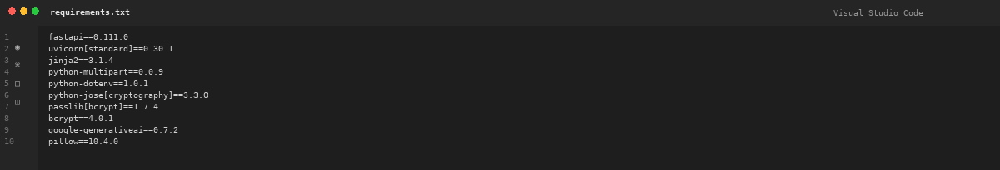 requirements.txt
Visual Studio Code
1 fastapi==0.111.0
2 uvicorn[standard]==0.30.1
3 jinja2==3.1.4
4 python-multipart==0.0.9
5 python-dotenv==1.0.1
6 python-jose[cryptography]==3.3.0
7 passlib[bcrypt]==1.7.4
8 bcrypt==4.0.1
9 google-generativeai==0.7.2
10 pillow==10.4.0